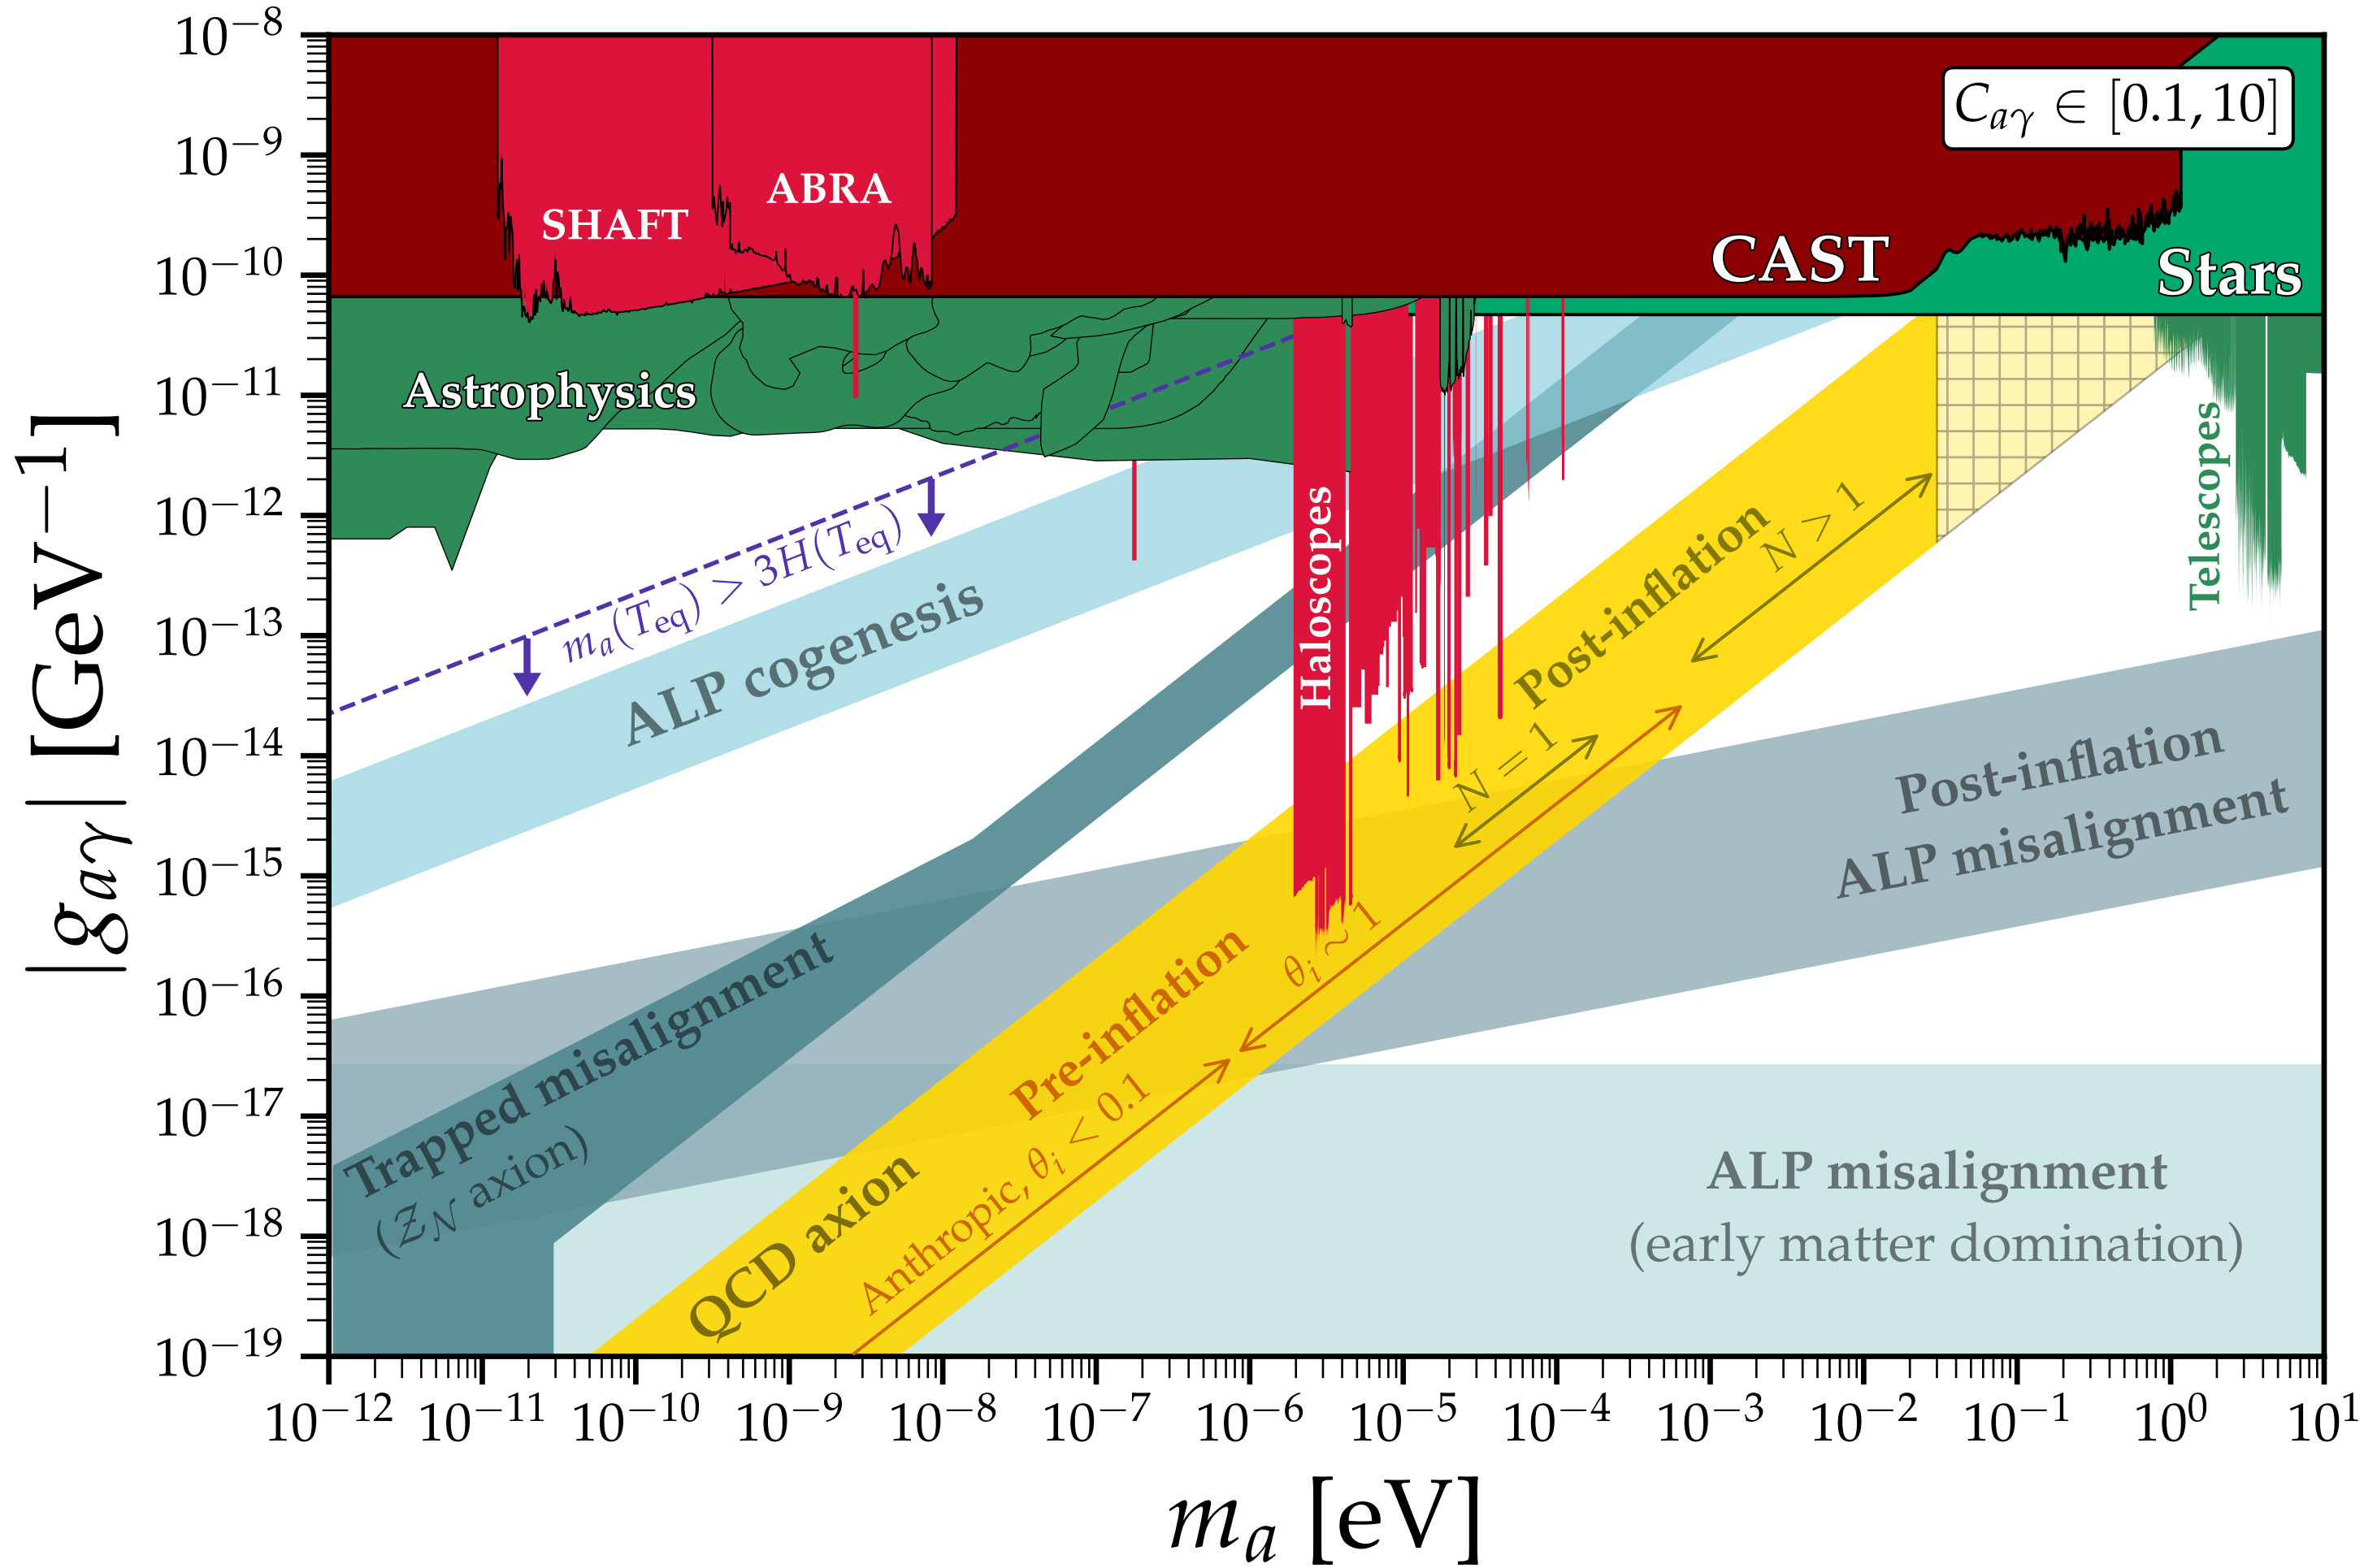 10⁻⁸
10⁻⁹
10⁻¹⁰
10⁻¹¹
10⁻¹²
10⁻¹³
10⁻¹⁴
10⁻¹⁵
10⁻¹⁶
10⁻¹⁷
10⁻¹⁸
10⁻¹⁹
|g_{aγ}| [GeV⁻¹]
C_{aγ} ∈ [0.1, 10]
SHAFT
ABRA
CAST
Stars
Astrophysics
Telescopes
Haloscopes
m_a(T_eq) > 3H(T_eq)
ALP cogenesis
Post-inflation
N > 1
N = 1
Post-inflation
ALP misalignment
Trapped misalignment
(Z_N axion)
Pre-inflation
θ_i ~ 1
QCD axion
Anthropic, θ_i < 0.1
ALP misalignment
(early matter domination)
10⁻¹² 10⁻¹¹ 10⁻¹⁰ 10⁻⁹ 10⁻⁸ 10⁻⁷ 10⁻⁶ 10⁻⁵ 10⁻⁴ 10⁻³ 10⁻² 10⁻¹ 10⁰ 10¹
m_a [eV]